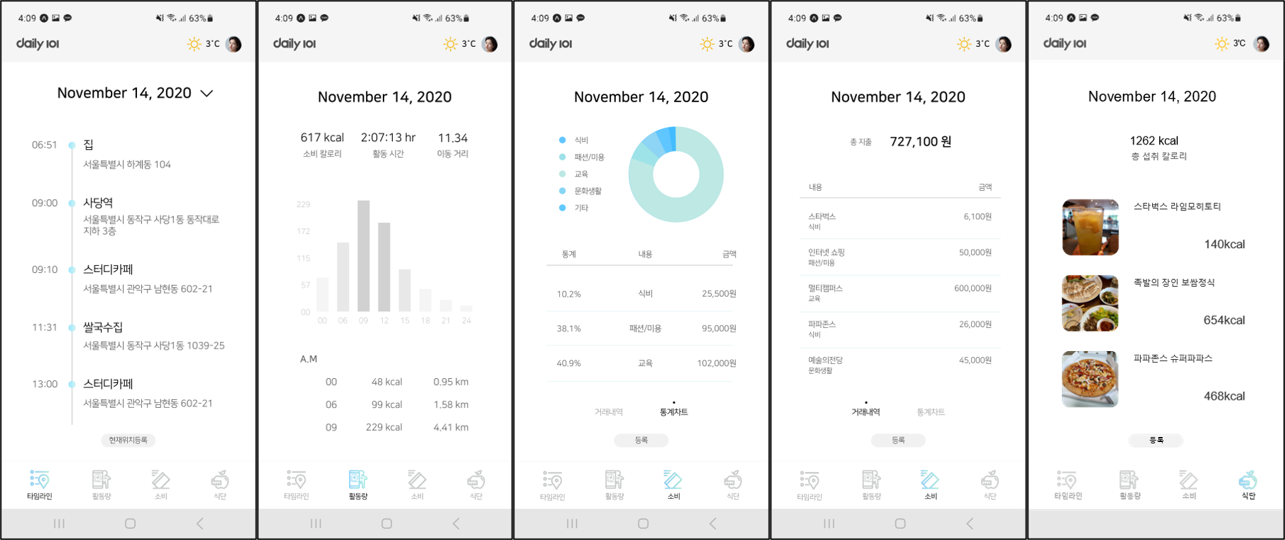 4:09
63%
daily 101
3°C
November 14, 2020
06:51
집
서울특별시 하계동 104
09:00
사당역
서울특별시 동작구 사당1동 동작대로
지하 3층
09:10
스터디카페
서울특별시 관악구 남현동 602-21
11:31
쌀국수집
서울특별시 동작구 사당1동 1039-25
13:00
스터디카페
서울특별시 관악구 남현동 602-21
현재위치등록
타임라인 활동량 소비 식단
4:09
63%
daily 101
3°C
November 14, 2020
617 kcal 2:07:13 hr 11.34
소비 칼로리 활동 시간 이동 거리
229
172
115
57
00
00 06 09 12 15 18 21 24
A.M
00 48 kcal 0.95 km
06 99 kcal 1.58 km
09 229 kcal 4.41 km
타임라인 활동량 소비 식단
4:09
63%
daily 101
3°C
November 14, 2020
식비
패션/미용
교육
문화생활
기타
통계 내용 금액
10.2% 식비 25,500원
38.1% 패션/미용 95,000원
40.9% 교육 102,000원
거래내역 통계차트
등록
타임라인 활동량 소비 식단
4:09
63%
daily 101
3°C
November 14, 2020
총 지출 727,100 원
내용 금액
스타벅스 6,100원
식비
인터넷 쇼핑 50,000원
패션/미용
멀티캠퍼스 600,000원
교육
파파존스 26,000원
식비
예술의전당 45,000원
문화생활
거래내역 통계차트
등록
타임라인 활동량 소비 식단
4:09
63%
daily 101
3°C
November 14, 2020
1262 kcal
총 섭취 칼로리
스타벅스 라임모히토티
140kcal
족발의 장인 보쌈정식
654kcal
파파존스 슈퍼파파스
468kcal
등록
타임라인 활동량 소비 식단